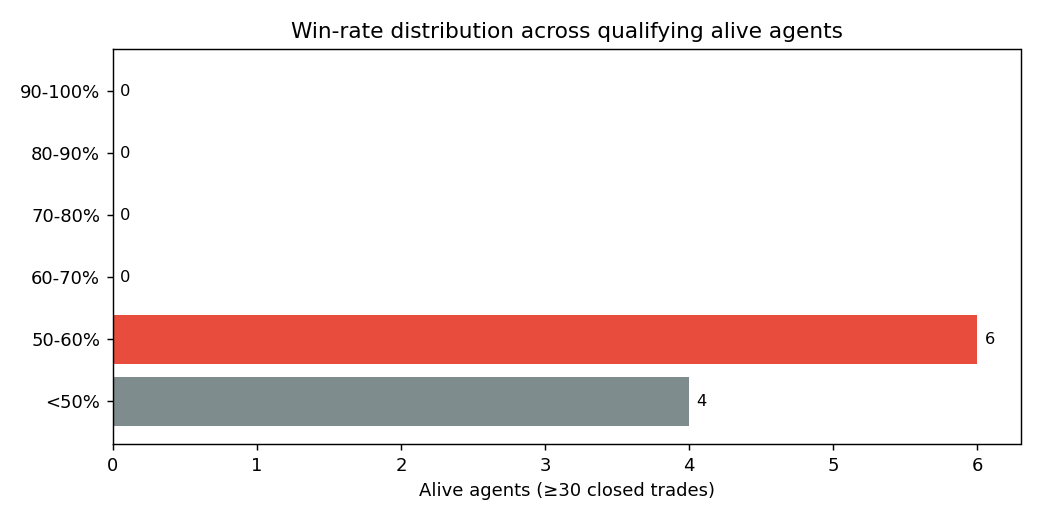 Win-rate distribution across qualifying alive agents
90-100% 0
80-90% 0
70-80% 0
60-70% 0
50-60% 6
<50% 4
0 1 2 3 4 5 6
Alive agents (≥30 closed trades)